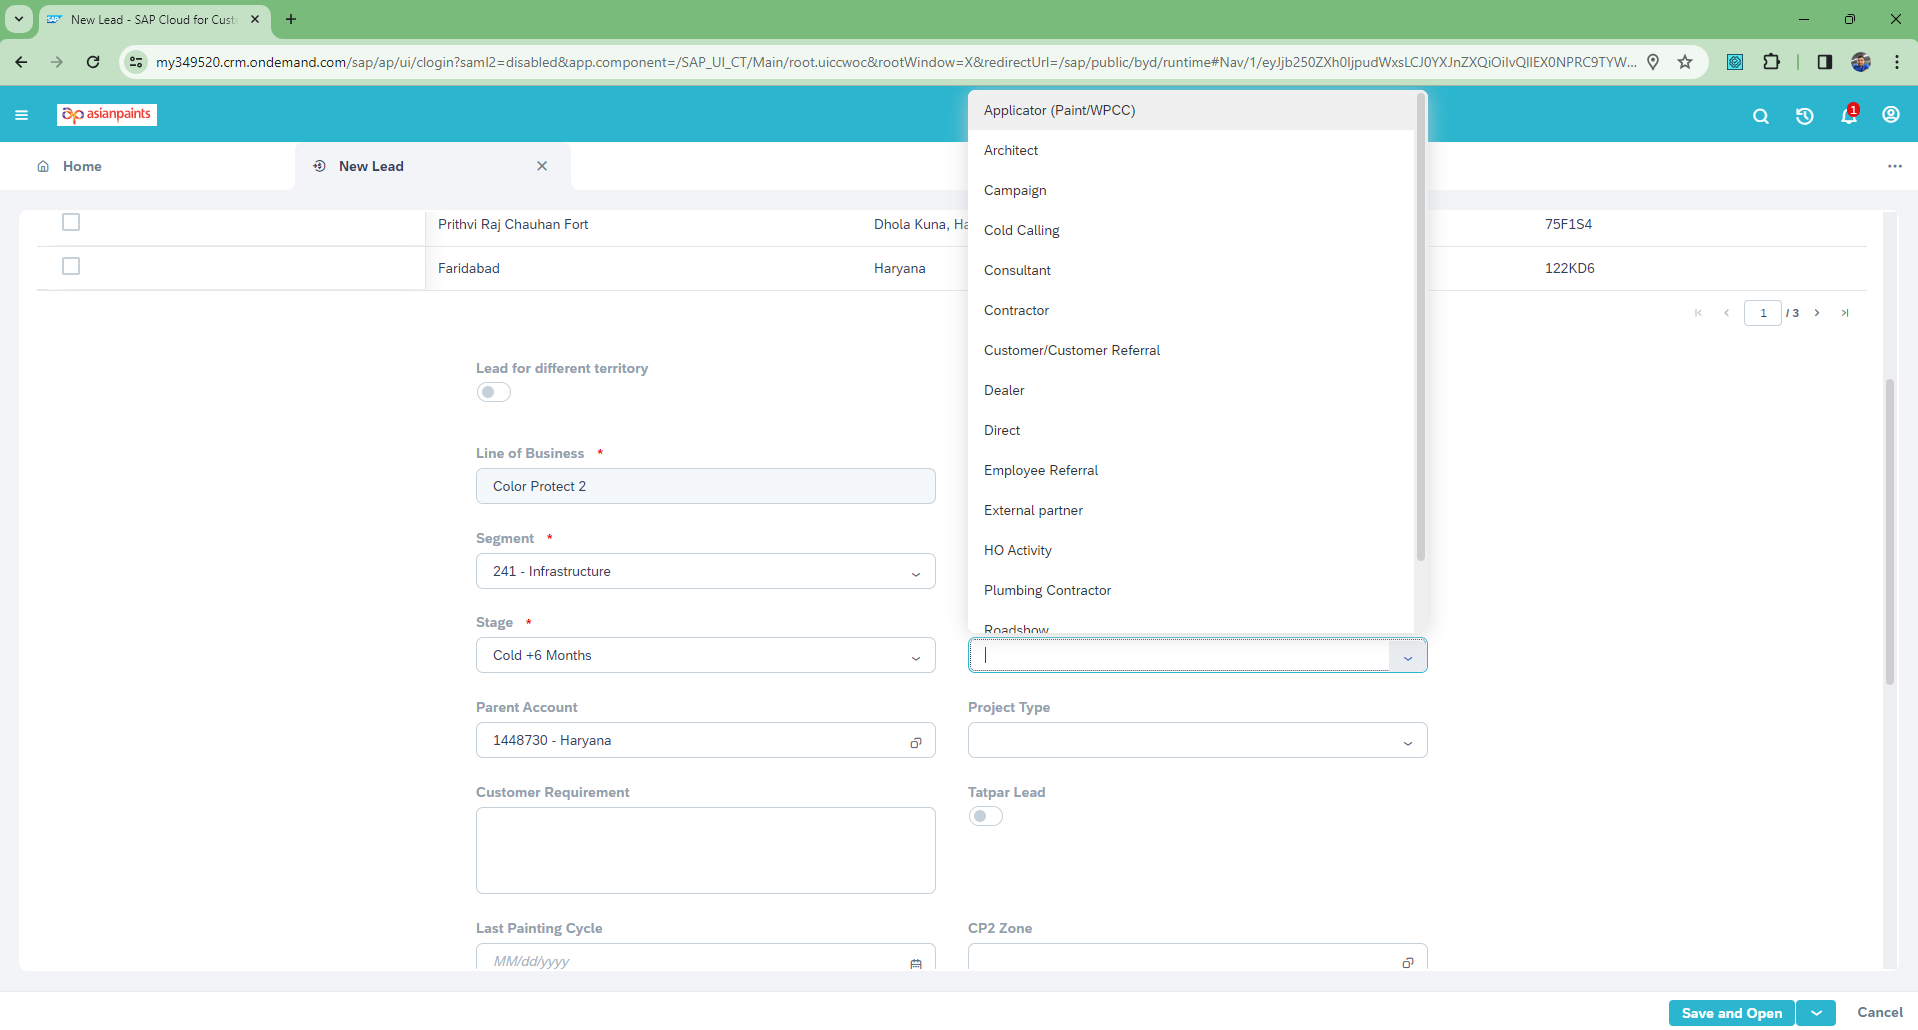 New Lead - SAP Cloud for Cust
my349520.crm.ondemand.com/sap/ap/ui/clogin?saml2=disabled&app.component=/SAP_UI_CT/Main/root.uiccwoc&rootWindow=X&redirectUrl=/sap/public/byd/runtime#Nav/1/eyJjb250ZXh0IjpudWxsLCJ0YXJnZXQiOiIvQllEX0NPRC9TYW...
asianpaints
1
Home
New Lead
Prithvi Raj Chauhan Fort
Dhola Kuna, Ha
75F1S4
Faridabad
Haryana
122KD6
1 / 3
Lead for different territory
Line of Business *
Color Protect 2
Segment *
241 - Infrastructure
Stage *
Cold +6 Months
Parent Account
1448730 - Haryana
Customer Requirement
Last Painting Cycle
MM/dd/yyyy
Applicator (Paint/WPCC)
Architect
Campaign
Cold Calling
Consultant
Contractor
Customer/Customer Referral
Dealer
Direct
Employee Referral
External partner
HO Activity
Plumbing Contractor
Roadshow
Project Type
Tatpar Lead
CP2 Zone
Save and Open
Cancel